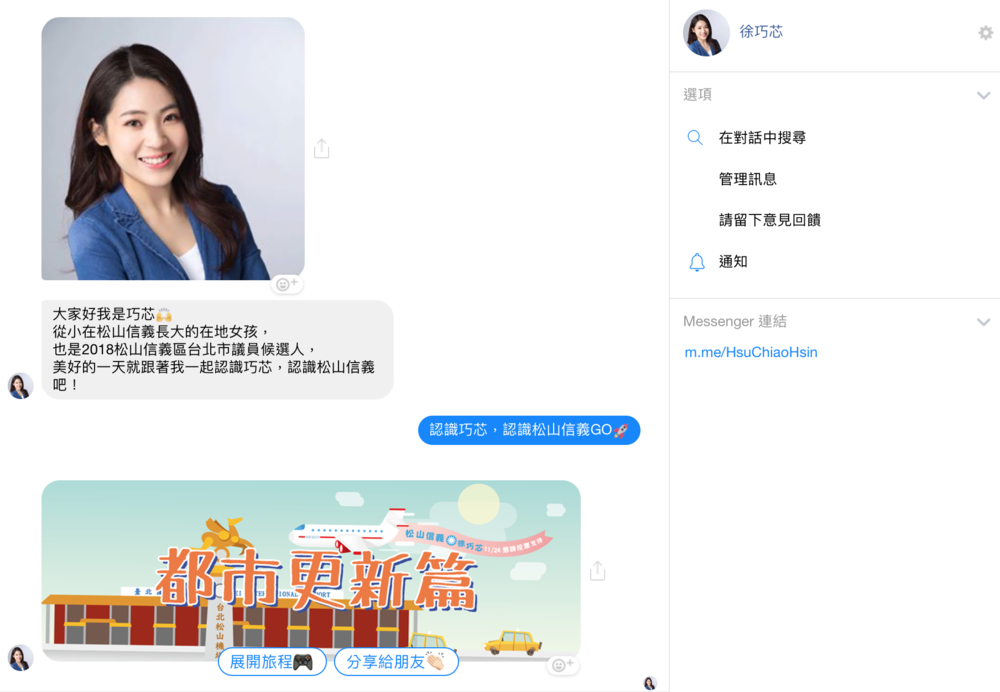 徐巧芯
選項
在對話中搜尋
管理訊息
請留下意見回饋
通知
Messenger 連結
m.me/HsuChiaoHsin
大家好我是巧芯🙌
從小在松山信義長大的在地女孩，
也是2018松山信義區台北市議員候選人，
美好的一天就跟著我一起認識巧芯，認識松山信義
吧！
認識巧芯，認識松山信義GO🚀
松山信義 徐巧芯 11/24
都市更新篇
臺北
台北松山機場
展開旅程🎮
分享給朋友👏🏻